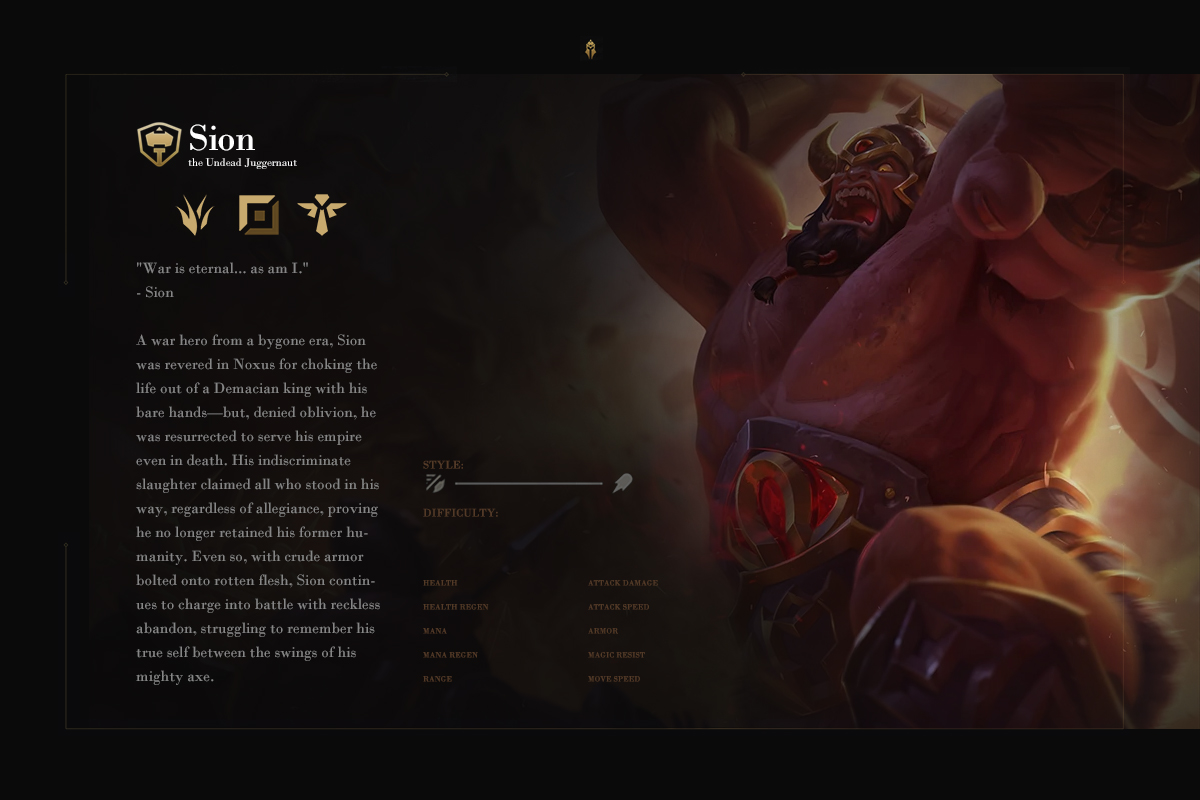 Sion
the Undead Juggernaut
"War is eternal... as am I."
- Sion
A war hero from a bygone era, Sion
was revered in Noxus for choking the
life out of a Demacian king with his
bare hands—but, denied oblivion, he
was resurrected to serve his empire
even in death. His indiscriminate
slaughter claimed all who stood in his
way, regardless of allegiance, proving
he no longer retained his former hu-
manity. Even so, with crude armor
bolted onto rotten flesh, Sion contin-
ues to charge into battle with reckless
abandon, struggling to remember his
true self between the swings of his
mighty axe.
STYLE:
DIFFICULTY:
HEALTH
HEALTH REGEN
MANA
MANA REGEN
RANGE
ATTACK DAMAGE
ATTACK SPEED
ARMOR
MAGIC RESIST
MOVE SPEED